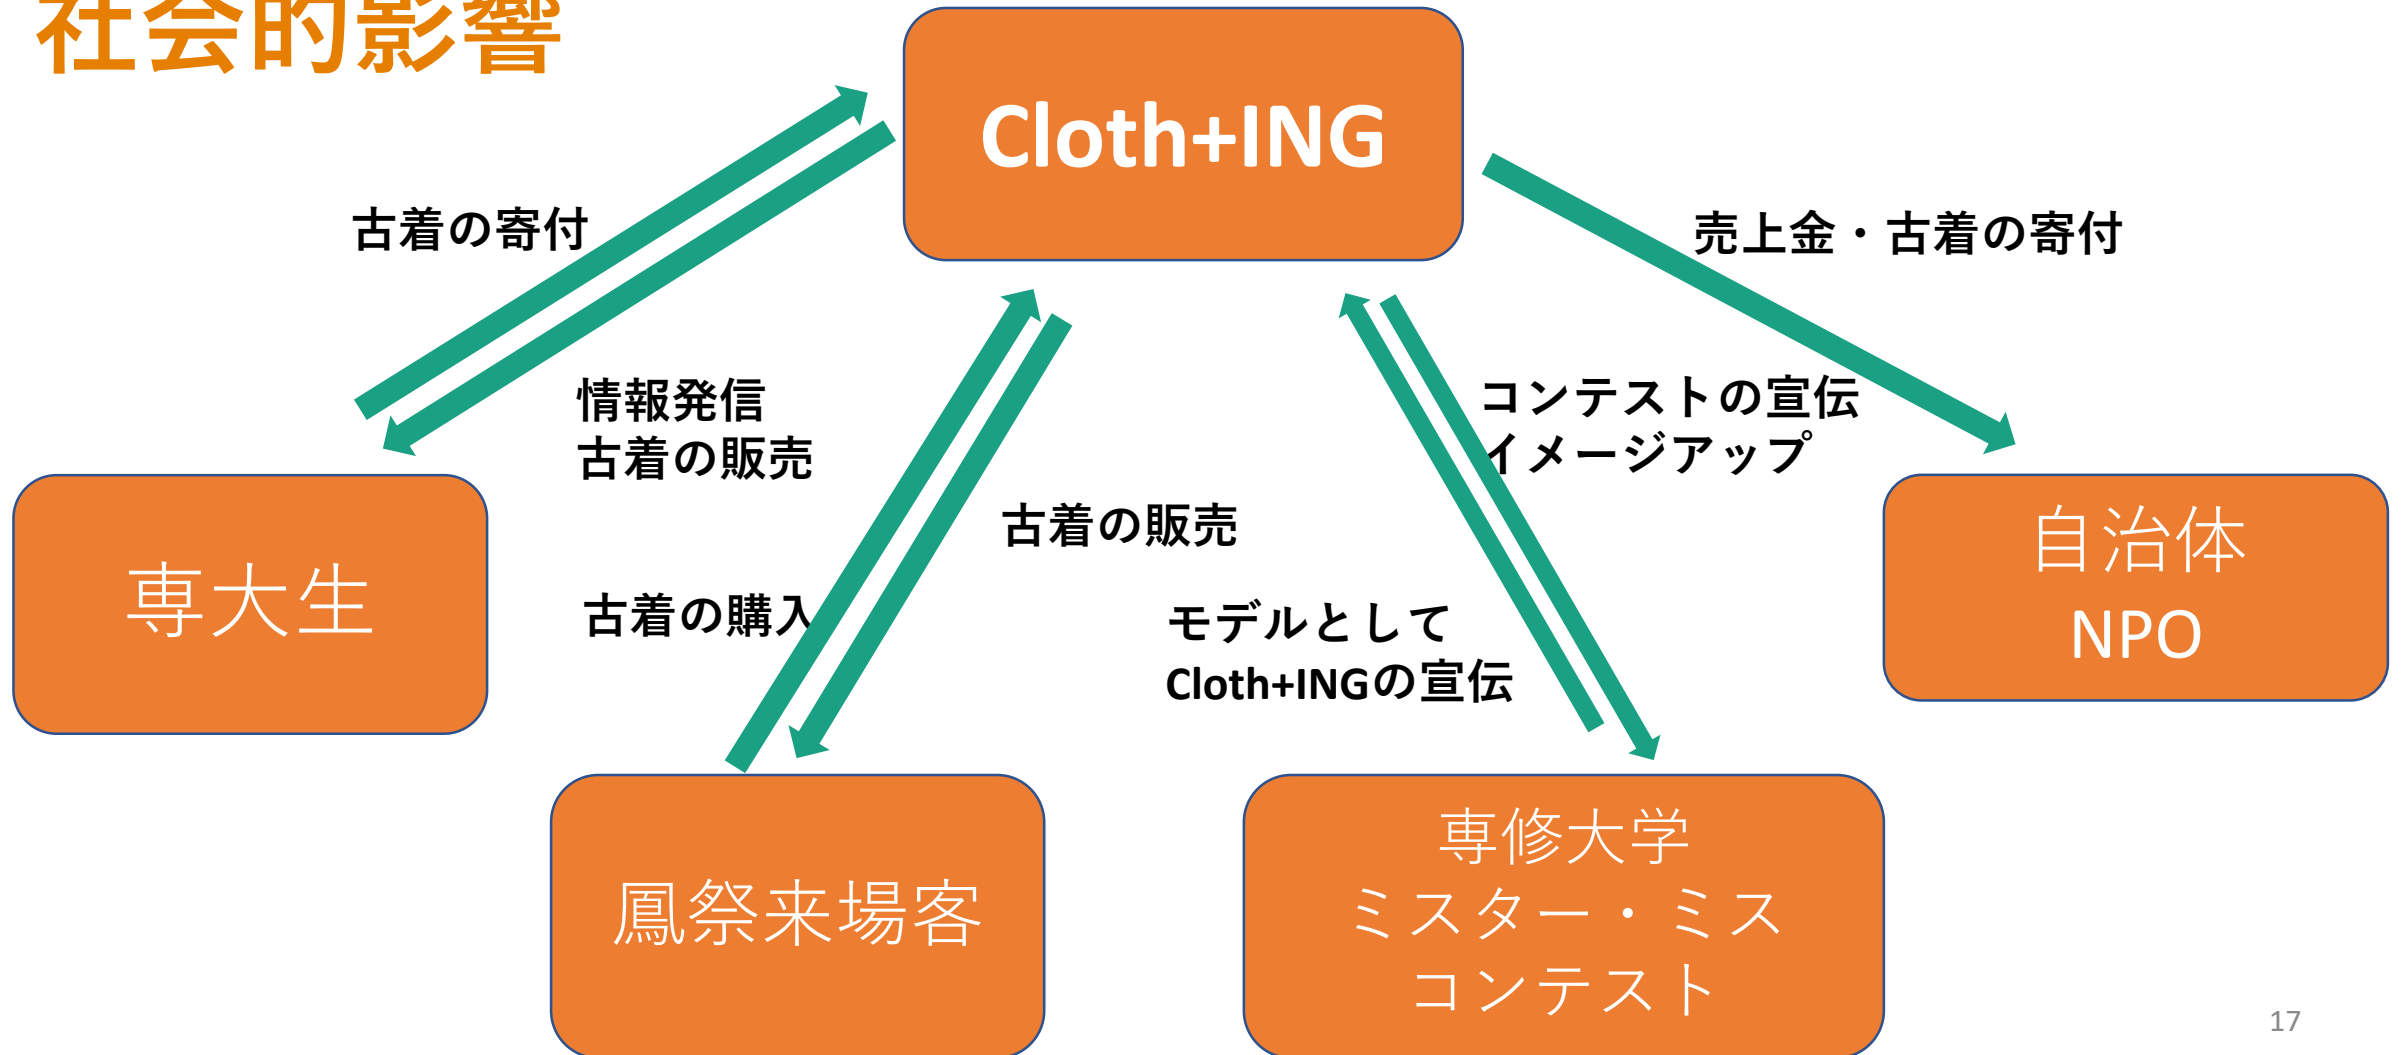 社会的影響
Cloth+ING
古着の寄付
売上金・古着の寄付
情報発信
古着の販売
コンテストの宣伝
イメージアップ
古着の販売
古着の購入
モデルとして
Cloth+INGの宣伝
専大生
自治体
NPO
鳳祭来場客
専修大学
ミスター・ミス
コンテスト
17